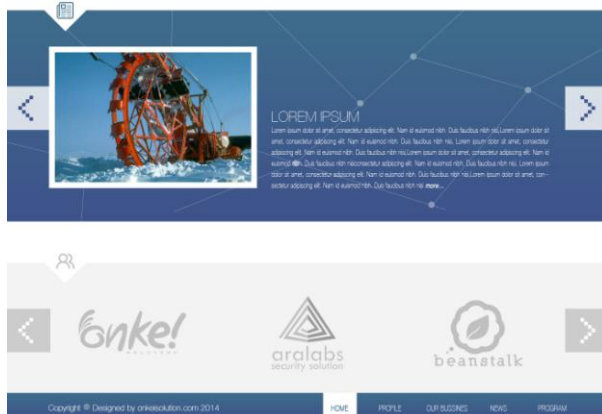 LOREM IPSUM
Lorem ipsum dolor sit amet, consectetur adipiscing elit. Nam id euismod nibh. Duis faucibus nibh nisi,Lorem ipsum dolor sit
amet, consectetur adipiscing elit. Nam id euismod nibh. Duis faucibus nibh nisi, Lorem ipsum dolor sit amet, consectetur
adipiscing elit. Nam id euismod nibh. Duis faucibus nibh nisi,Lorem ipsum dolor sit amet, consectetur adipiscing elit. Nam id
euismod nibh. Duis faucibus nibh nisiconsectetur adipiscing elit. Nam id euismod nibh. Duis faucibus nibh nisi. Lorem ipsum
dolor sit amet, consectetur adipiscing elit. Nam id euismod nibh. Duis faucibus nibh nisi,Lorem ipsum dolor sit amet, con-
sectetur adipiscing elit. Nam id euismod nibh. Duis faucibus nibh nisi more...
onke!
aralabs
security solution
beanstalk
Copyright © Designed by onkelsolution.com 2014
HOME PROFILE OUR BUSSINES NEWS PROGRAM